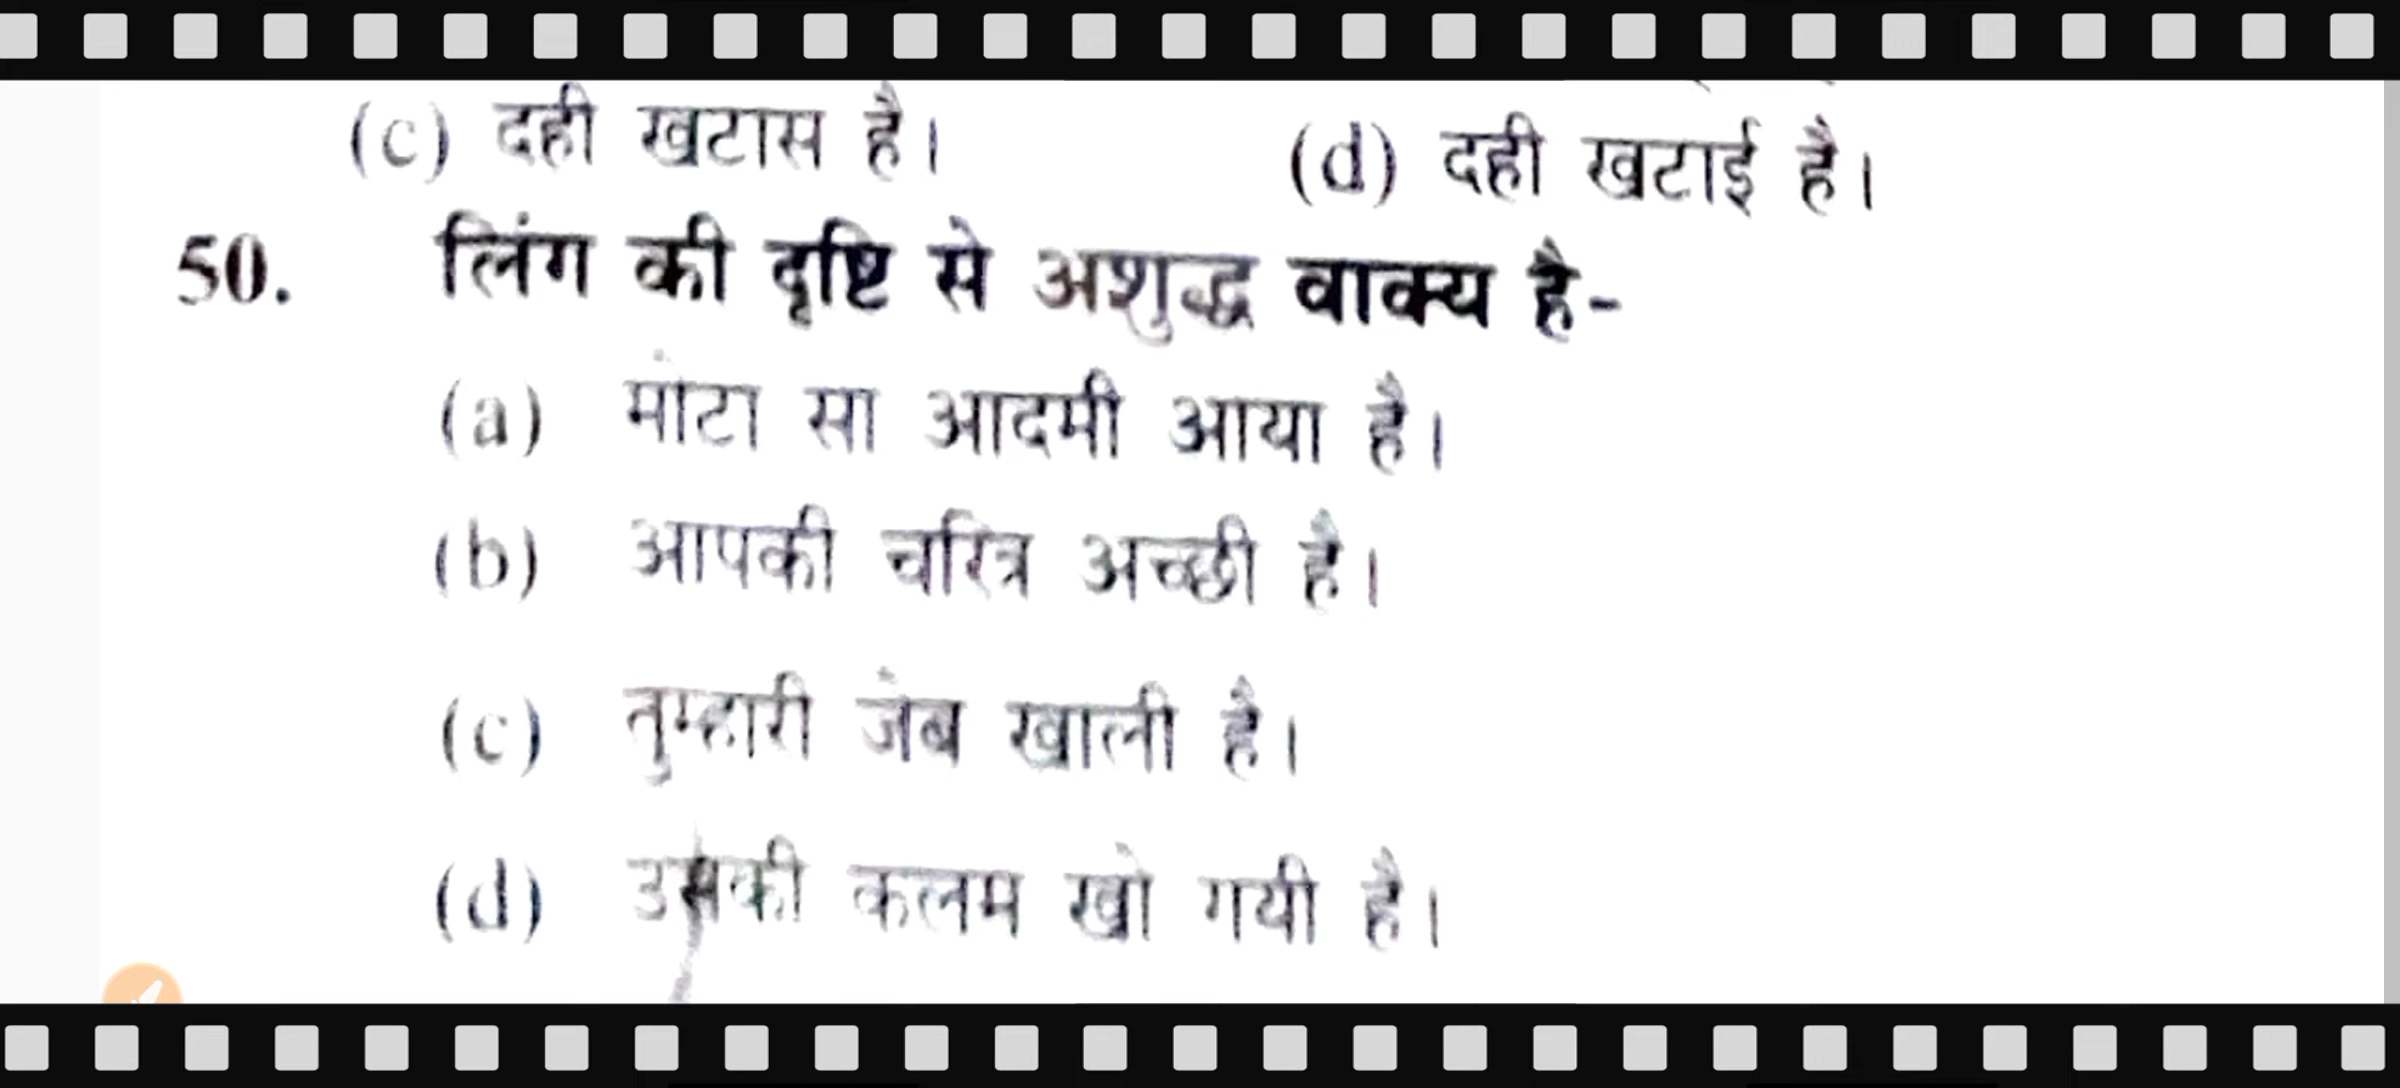 (c) दही खटास है। (d) दही खटाई है।
50. लिंग की दृष्टि से अशुद्ध वाक्य है-
(a) मोटा सा आदमी आया है।
(b) आपकी चरित्र अच्छी है।
(c) तुम्हारी जेब खाली है।
(d) उसकी कलम खो गयी है।